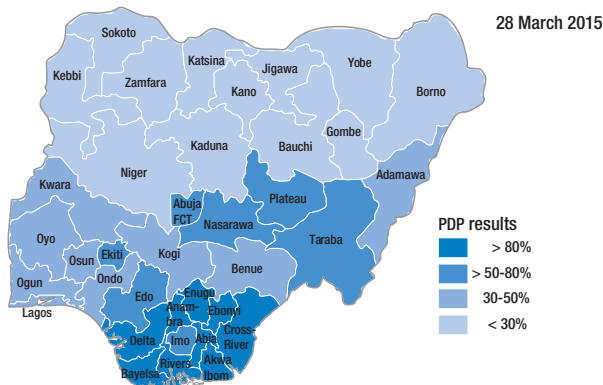 28 March 2015
Sokoto
Katsina
Jigawa
Yobe
Borno
Kebbi
Zamfara
Kano
Gombe
Kaduna
Bauchi
Niger
Adamawa
Kwara
Abuja
FCT
Plateau
Nasarawa
Taraba
Oyo
Osun
Ekiti
Kogi
Benue
Ogun
Ondo
Lagos
Edo
Enugu
Anam-
bra
Ebonyi
Cross-
River
Delta
Imo
Abia
Bayelsa
Rivers
Akwa
Ibom
PDP results
> 80%
> 50-80%
30-50%
< 30%